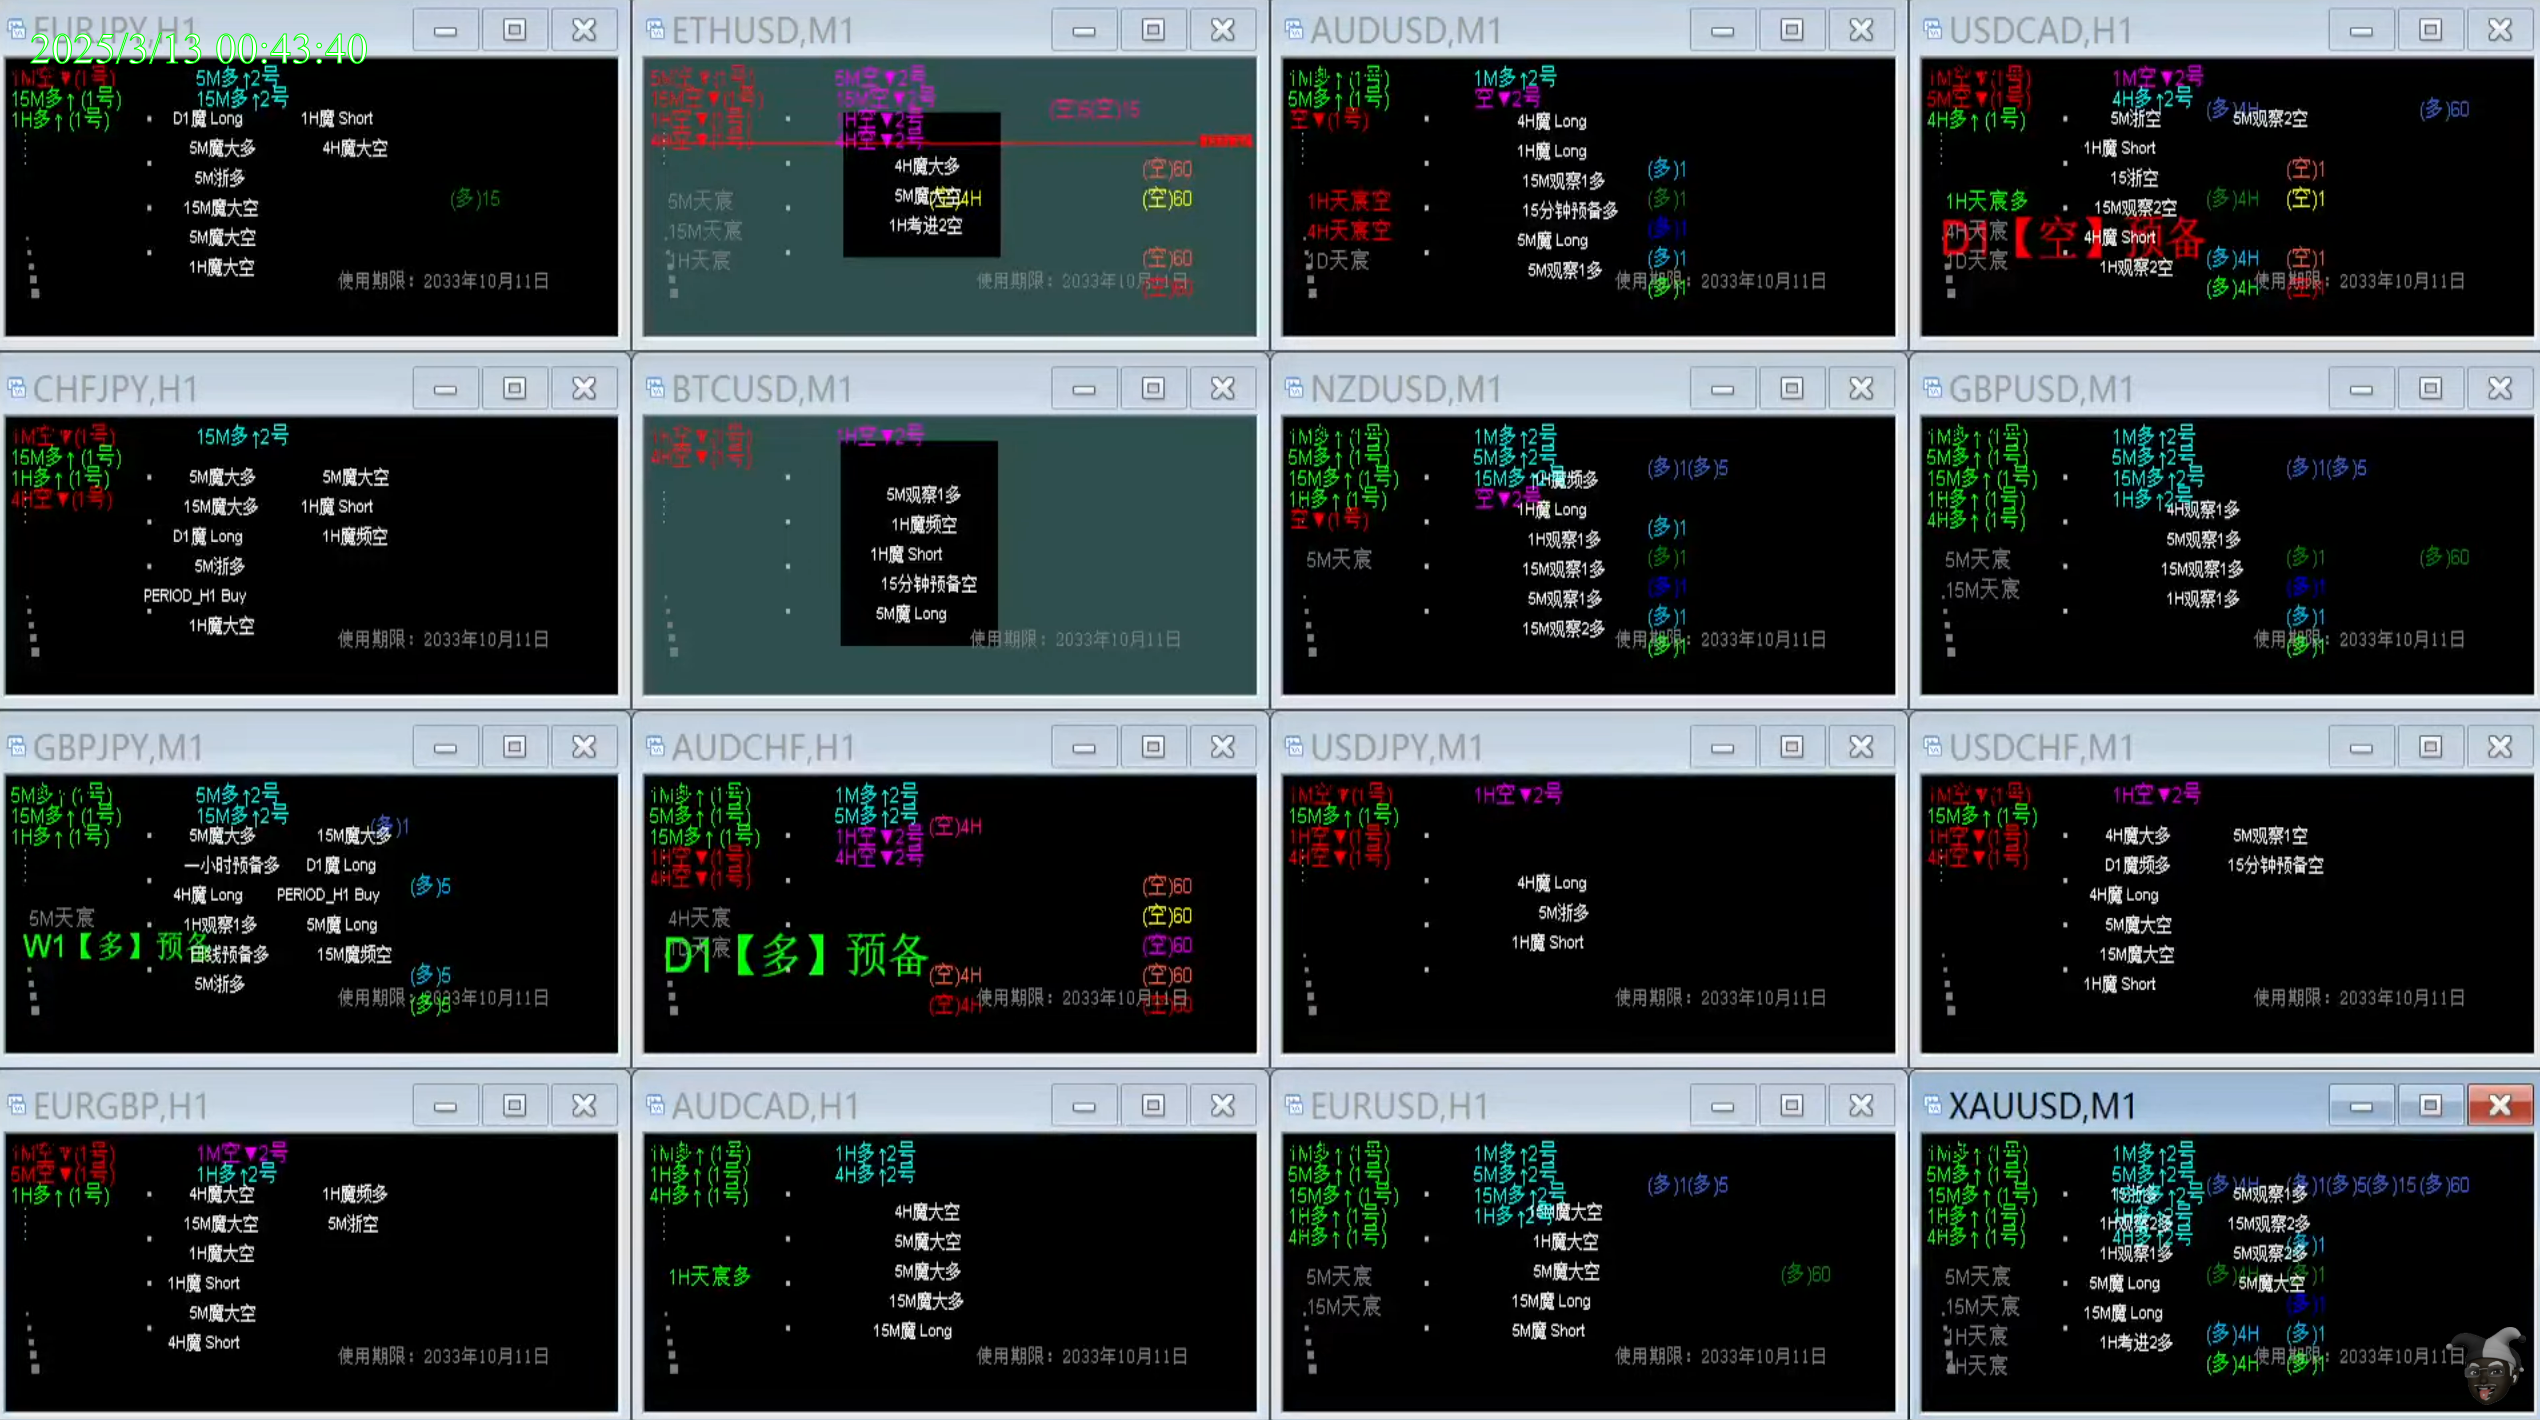 EURJPY,H1
2025/3/13 00:43:40
1M空▼(1号)
5M多↑2号
15M多↑(1号)
15M多↑2号
1H多↑(1号)
D1魔 Long
1H魔 Short
5M魔大多
4H魔大空
5M浙多
15M魔大空
(多)15
5M魔大空
1H魔大空
使用期限：2033年10月11日
ETHUSD,M1
5M空▼(1号)
5M空▼2号
15M空▼(1号)
15M空▼2号
(空)5(空)15
1H空▼(1号)
1H空▼2号
4H空▼(1号)
4H空▼2号
4H魔大多
(空)60
5M天宸
5M魔大空
(空)4H
(空)60
15M天宸
1H考进2空
1H天宸
(空)60
使用期限：2033年10月11日
(空)60
AUDUSD,M1
1M多↑(1号)
1M多↑2号
5M多↑(1号)
空▼2号
空▼(1号)
4H魔 Long
1H魔 Long
15M观察1多
(多)1
1H天宸空
15分钟预备多
(多)1
4H天宸空
5M魔 Long
(多)1
1D天宸
5M观察1多
(多)1
使用期限：2033年10月11日
(多)1
USDCAD,H1
1M空▼(1号)
1M空▼2号
5M空▼(1号)
4H多↑2号
4H多↑(1号)
5M浙空
(多)4H
5M观察2空
(多)60
1H魔 Short
15浙空
(空)1
1H天宸多
15M观察2空
(多)4H
(空)1
4H天宸
D1【空】预备
4H魔 Short
1D天宸
1H观察2空
(多)4H
(空)1
(多)4H
使用期限：2033年10月11日
(空)1
CHFJPY,H1
1M空▼(1号)
15M多↑2号
15M多↑(1号)
1H多↑(1号)
4H空▼(1号)
5M魔大多
5M魔大空
15M魔大多
1H魔 Short
D1魔 Long
1H魔频空
5M浙多
PERIOD_H1 Buy
1H魔大空
使用期限：2033年10月11日
BTCUSD,M1
1H空▼(1号)
1H空▼2号
4H空▼(1号)
5M观察1多
1H魔频空
1H魔 Short
15分钟预备空
5M魔 Long
使用期限：2033年10月11日
NZDUSD,M1
1M多↑(1号)
1M多↑2号
5M多↑(1号)
5M多↑2号
(多)1(多)5
15M多↑(1号)
15M多↑2号
1H魔频多
1H多↑(1号)
空▼2号
1H魔 Long
空▼(1号)
(多)1
1H观察1多
5M天宸
(多)1
15M观察1多
5M观察1多
(多)1
15M观察2多
(多)1
使用期限：2033年10月11日
(多)1
GBPUSD,M1
1M多↑(1号)
1M多↑2号
5M多↑(1号)
5M多↑2号
(多)1(多)5
15M多↑(1号)
15M多↑2号
1H多↑(1号)
1H多↑2号
4H观察1多
4H多↑(1号)
5M观察1多
5M天宸
(多)1
(多)60
15M观察1多
15M天宸
(多)1
1H观察1多
(多)1
使用期限：2033年10月11日
(多)1
GBPJPY,M1
5M多↑(1号)
5M多↑2号
15M多↑(1号)
15M多↑2号
1H多↑(1号)
5M魔大多
15M魔大多
(多)1
一小时预备多
D1魔 Long
4H魔 Long
PERIOD_H1 Buy
(多)5
5M天宸
1H观察1多
5M魔 Long
W1【多】预备
日线预备多
15M魔频空
5M浙多
(多)5
使用期限：2033年10月11日
(多)5
AUDCHF,H1
1M多↑(1号)
1M多↑2号
5M多↑(1号)
5M多↑2号
15M多↑(1号)
1H空▼2号
(空)4H
1H空▼(1号)
4H空▼2号
4H空▼(1号)
(空)60
4H天宸
(空)60
1D天宸
D1【多】预备
(空)60
(空)4H
(空)60
(空)4H
使用期限：2033年10月11日
(空)60
USDJPY,M1
1M空▼(1号)
1H空▼2号
15M多↑(1号)
1H空▼(1号)
4H空▼(1号)
4H魔 Long
5M浙多
1H魔 Short
使用期限：2033年10月11日
USDCHF,M1
1M空▼(1号)
1H空▼2号
15M多↑(1号)
1H空▼(1号)
4H空▼(1号)
4H魔大多
5M观察1空
D1魔频多
15分钟预备空
4H魔 Long
5M魔大空
15M魔大空
1H魔 Short
使用期限：2033年10月11日
EURGBP,H1
1M空▼(1号)
1M空▼2号
5M空▼(1号)
1H多↑2号
1H多↑(1号)
4H魔大空
1H魔频多
15M魔大空
5M浙空
1H魔大空
1H魔 Short
5M魔大空
4H魔 Short
使用期限：2033年10月11日
AUDCAD,H1
1M多↑(1号)
1H多↑2号
1H多↑(1号)
4H多↑2号
4H多↑(1号)
4H魔大空
5M魔大空
1H天宸多
5M魔大多
15M魔大多
15M魔 Long
使用期限：2033年10月11日
EURUSD,H1
1M多↑(1号)
1M多↑2号
5M多↑(1号)
5M多↑2号
(多)1(多)5
15M多↑(1号)
15M多↑2号
1H多↑(1号)
1H多↑2号
15M魔大空
4H多↑(1号)
1H魔大空
5M天宸
5M魔大空
(多)60
15M天宸
15M魔 Long
5M魔 Short
使用期限：2033年10月11日
XAUUSD,M1
1M多↑(1号)
1M多↑2号
5M多↑(1号)
5M多↑2号
15M多↑(1号)
15浙多
(多)4H
5M观察1多
(多)1(多)5(多)15(多)60
1H多↑(1号)
1H观察2多
15M观察2多
4H多↑(1号)
4H多↑2号
1H观察1多
5M观察2多
(多)1
5M天宸
5M魔 Long
(多)4H
5M魔大空
(多)1
15M天宸
15M魔 Long
(多)1
1H天宸
1H考进2多
(多)4H
(多)1
4H天宸
(多)4H
使用期限：2033年10月11日
(多)1